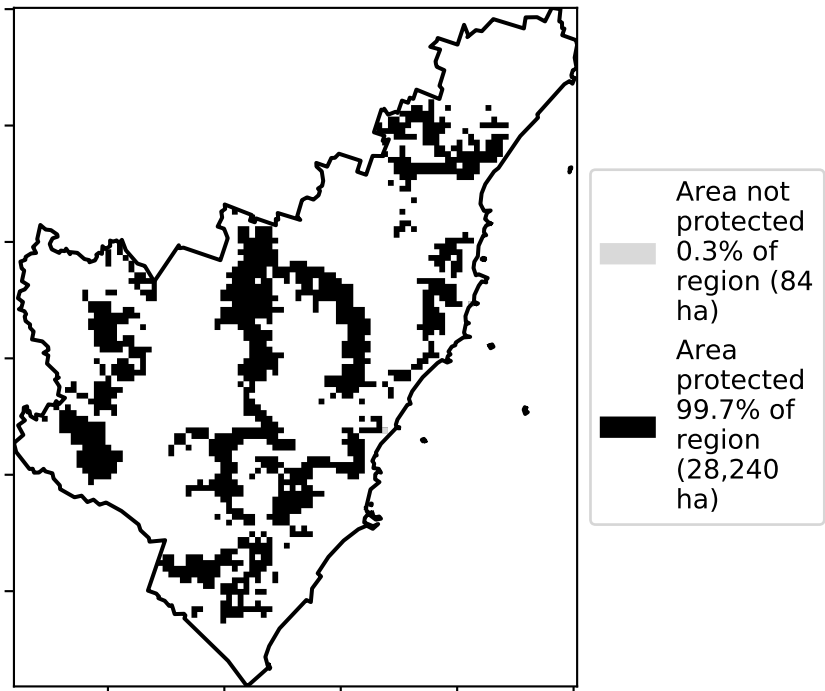 Area not
protected
0.3% of
region (84
ha)
Area
protected
99.7% of
region
(28,240
ha)